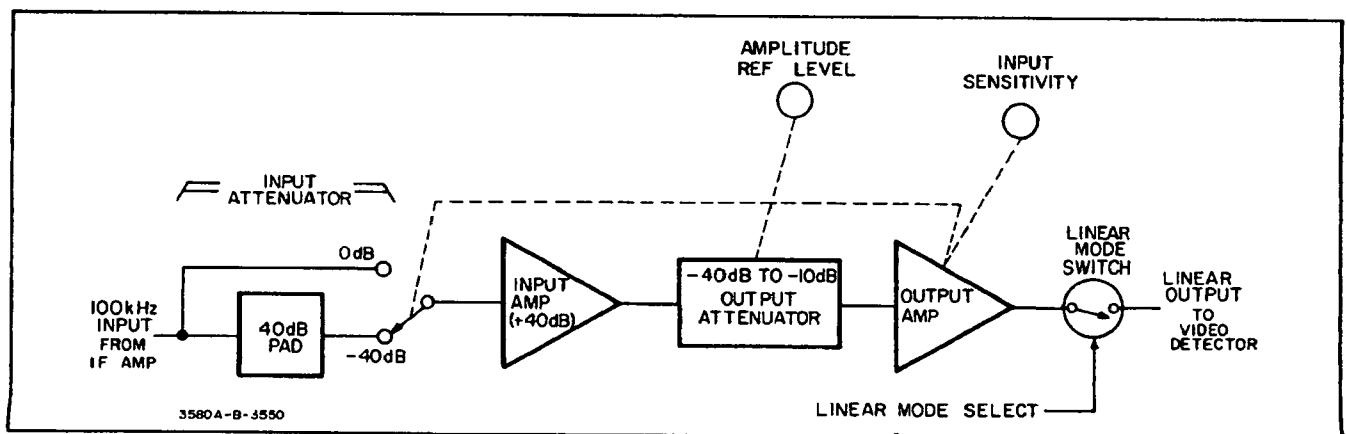 AMPLITUDE
REF LEVEL
INPUT
SENSITIVITY
INPUT
ATTENUATOR
0dB
100kHz
INPUT
FROM
IF AMP
40dB
PAD
-40dB
INPUT
AMP
(+40dB)
-40dB TO -10dB
OUTPUT
ATTENUATOR
OUTPUT
AMP
LINEAR
MODE
SWITCH
LINEAR
OUTPUT
TO
VIDEO
DETECTOR
LINEAR MODE SELECT
3580A-B-3550